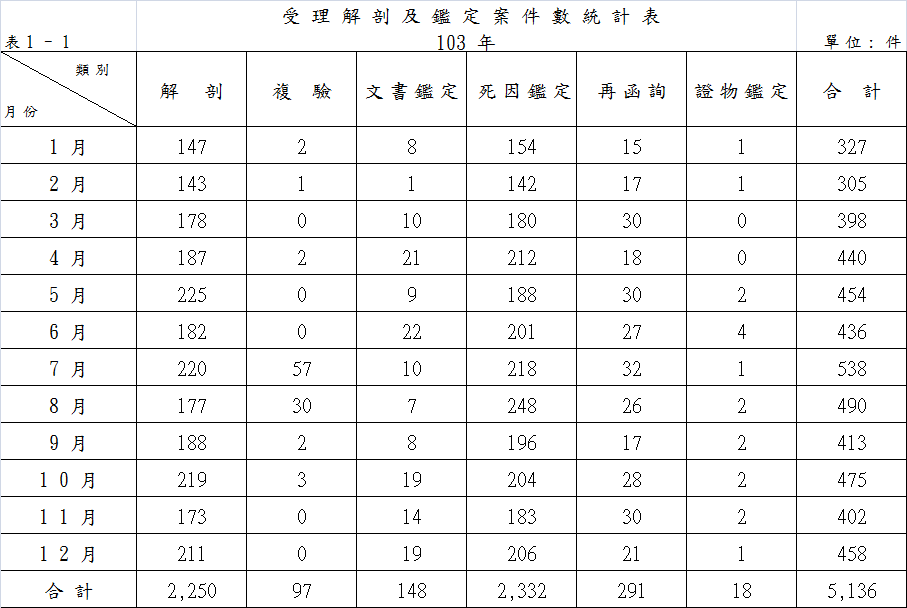 受理解剖及鑑定案件數統計表
表1-1 103 年 單位：件
類別 解剖 複驗 文書鑑定 死因鑑定 再函詢 證物鑑定 合計
月份
1月 147 2 8 154 15 1 327
2月 143 1 1 142 17 1 305
3月 178 0 10 180 30 0 398
4月 187 2 21 212 18 0 440
5月 225 0 9 188 30 2 454
6月 182 0 22 201 27 4 436
7月 220 57 10 218 32 1 538
8月 177 30 7 248 26 2 490
9月 188 2 8 196 17 2 413
10月 219 3 19 204 28 2 475
11月 173 0 14 183 30 2 402
12月 211 0 19 206 21 1 458
合計 2,250 97 148 2,332 291 18 5,136